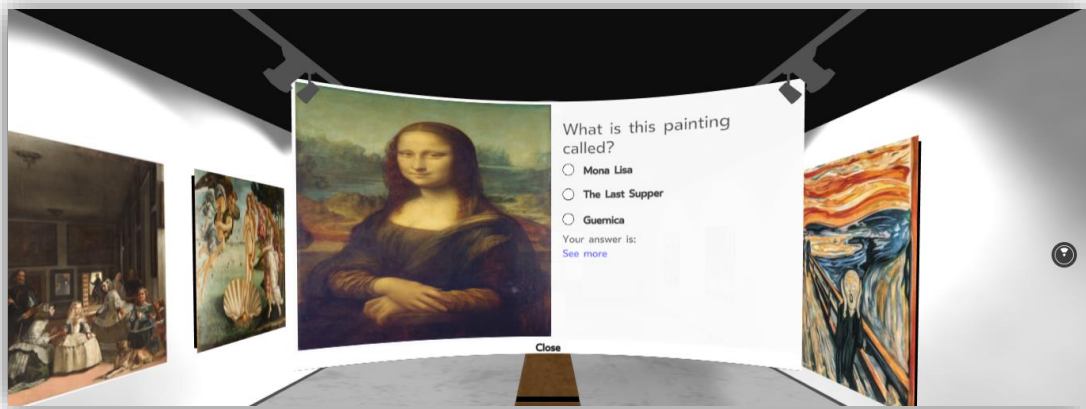 What is this painting
called?
Mona Lisa
The Last Supper
Guernica
Your answer is:
See more
Close